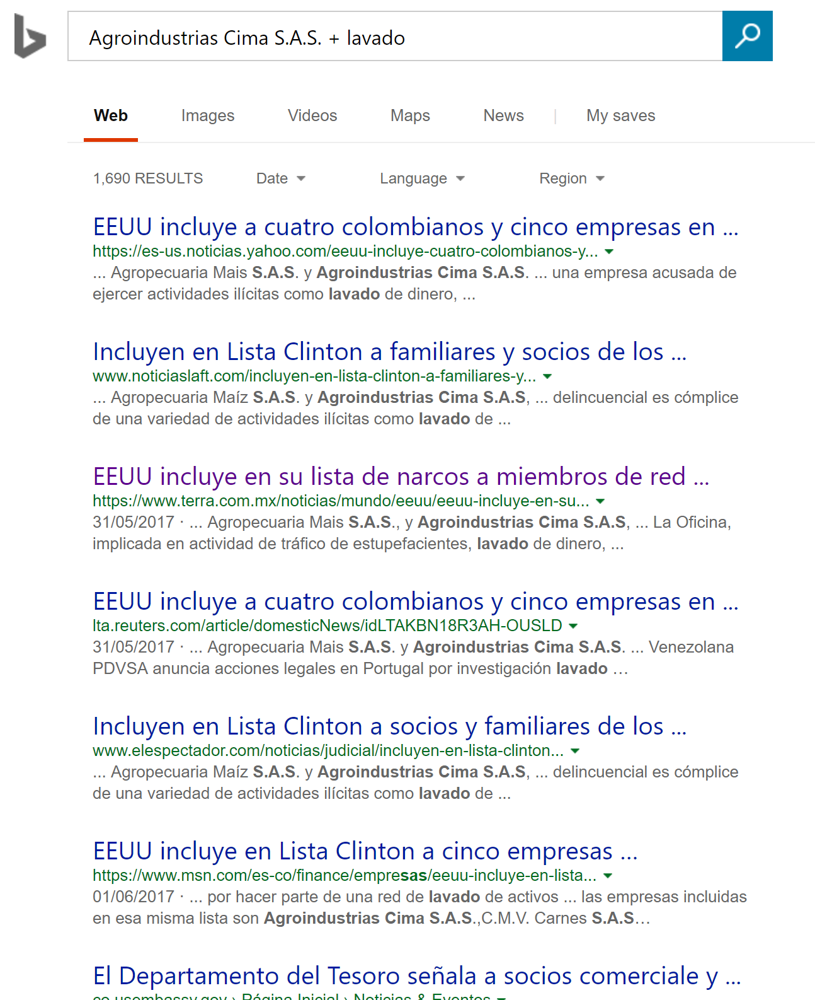 Agroindustrias Cima S.A.S. + lavado
Web Images Videos Maps News | My saves
1,690 RESULTS Date Language Region
EEUU incluye a cuatro colombianos y cinco empresas en ...
https://es-us.noticias.yahoo.com/eeuu-incluye-cuatro-colombianos-y...
... Agropecuaria Mais S.A.S. y Agroindustrias Cima S.A.S. ... una empresa acusada de
ejercer actividades ilícitas como lavado de dinero, ...
Incluyen en Lista Clinton a familiares y socios de los ...
www.noticiaslaft.com/incluyen-en-lista-clinton-a-familiares-y...
... Agropecuaria Maíz S.A.S. y Agroindustrias Cima S.A.S, ... delincuencial es cómplice
de una variedad de actividades ilícitas como lavado de ...
EEUU incluye en su lista de narcos a miembros de red ...
https://www.terra.com.mx/noticias/mundo/eeuu/eeuu-incluye-en-su...
31/05/2017 · ... Agropecuaria Mais S.A.S., y Agroindustrias Cima S.A.S, ... La Oficina,
implicada en actividad de tráfico de estupefacientes, lavado de dinero, ...
EEUU incluye a cuatro colombianos y cinco empresas en ...
lta.reuters.com/article/domesticNews/idLTAKBN18R3AH-OUSLD
31/05/2017 · ... Agropecuaria Mais S.A.S. y Agroindustrias Cima S.A.S. ... Venezolana
PDVSA anuncia acciones legales en Portugal por investigación lavado …
Incluyen en Lista Clinton a socios y familiares de los ...
www.elespectador.com/noticias/judicial/incluyen-en-lista-clinton...
... Agropecuaria Maíz S.A.S. y Agroindustrias Cima S.A.S, ... delincuencial es cómplice
de una variedad de actividades ilícitas como lavado de ...
EEUU incluye en Lista Clinton a cinco empresas ...
https://www.msn.com/es-co/finance/empresas/eeuu-incluye-en-lista...
01/06/2017 · ... por hacer parte de una red de lavado de activos ... las empresas incluidas
en esa misma lista son Agroindustrias Cima S.A.S.,C.M.V. Carnes S.A.S…
El Departamento del Tesoro señala a socios comerciale y ...
co.usembassy.gov › Página Inicial › Noticias & Eventos